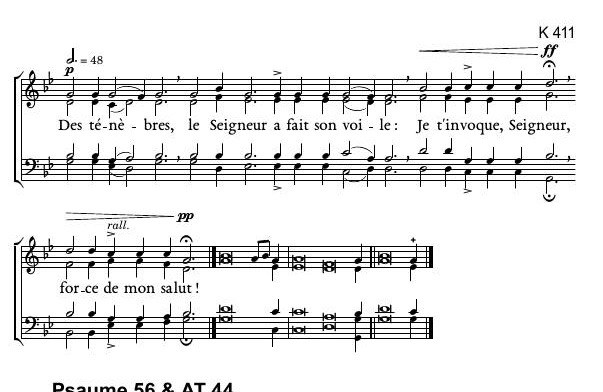 K 411
= 48
p
ff
Des té-nè - bres, le Seigneur a fait son voi - le : Je t'invoque, Seigneur,
rall.
pp
for-ce de mon salut !
Psaume 56 & AT 44